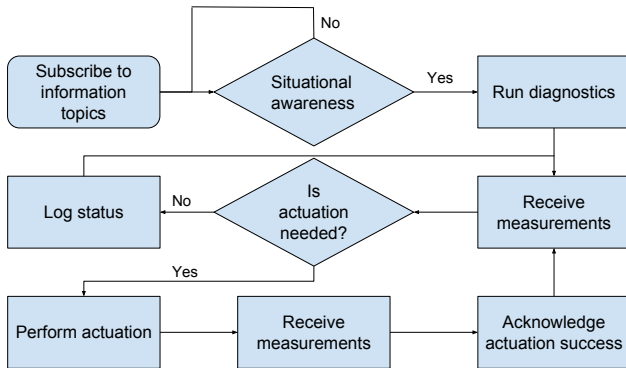 No
Subscribe to
information
topics
Situational
awareness
Yes
Run diagnostics
Log status
No
Is
actuation
needed?
Receive
measurements
Yes
Perform actuation
Receive
measurements
Acknowledge
actuation success